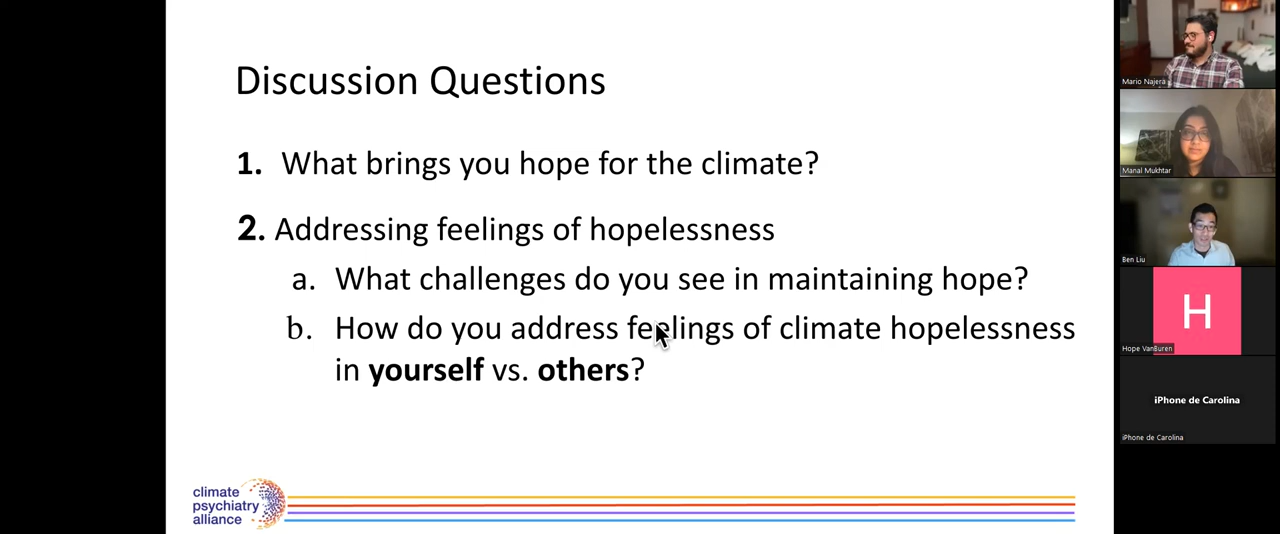 Discussion Questions
1. What brings you hope for the climate?
2. Addressing feelings of hopelessness
a. What challenges do you see in maintaining hope?
b. How do you address feelings of climate hopelessness
in yourself vs. others?
climate
psychiatry
alliance
Mario Najera
Manal Mukhtar
Ben Liu
H
Hope VanBuren
iPhone de Carolina
iPhone de Carolina